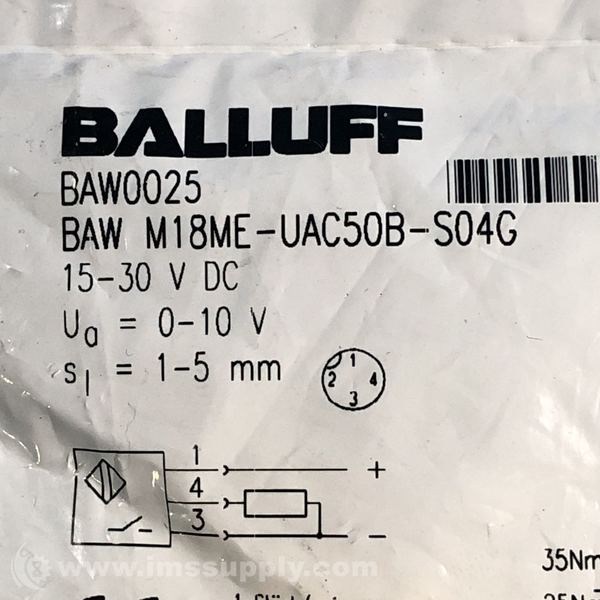 BALLUFF
BAW0025
BAW M18ME-UAC50B-S04G
15-30 V DC
Ua = 0-10 V
sl = 1-5 mm
1
2 4
3
1 +
4
3 -
www.imssupply.com
35Nm